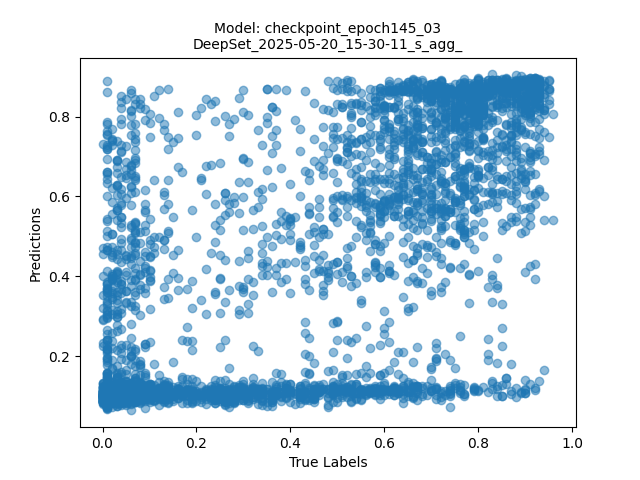 Model: checkpoint_epoch145_03
DeepSet_2025-05-20_15-30-11_s_agg_
0.8
0.6
0.4
0.2
Predictions
0.0
0.2
0.4
0.6
0.8
1.0
True Labels